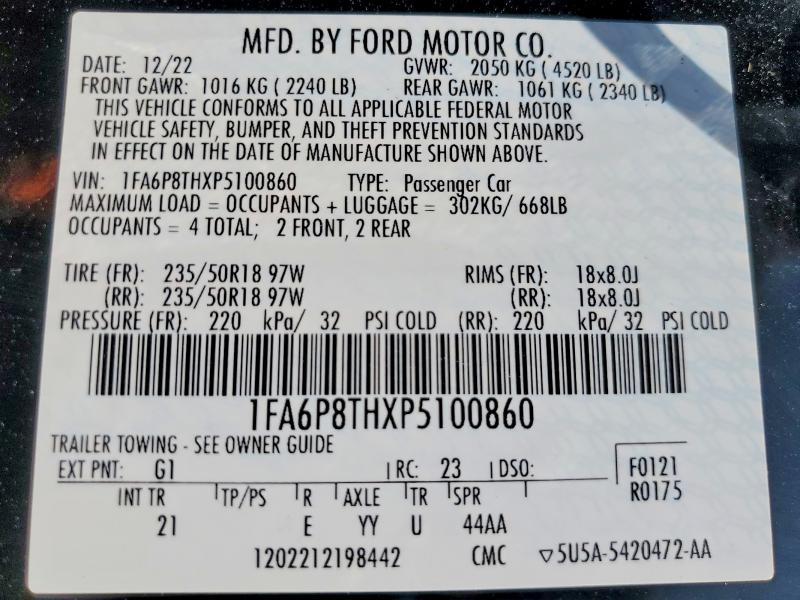 MFD. BY FORD MOTOR CO.
DATE: 12/22 GVWR: 2050 KG ( 4520 LB)
FRONT GAWR: 1016 KG ( 2240 LB) REAR GAWR: 1061 KG ( 2340 LB)
THIS VEHICLE CONFORMS TO ALL APPLICABLE FEDERAL MOTOR
VEHICLE SAFETY, BUMPER, AND THEFT PREVENTION STANDARDS
IN EFFECT ON THE DATE OF MANUFACTURE SHOWN ABOVE.
VIN: 1FA6P8THXP5100860 TYPE: Passenger Car
MAXIMUM LOAD = OCCUPANTS + LUGGAGE = 302KG/ 668LB
OCCUPANTS = 4 TOTAL; 2 FRONT, 2 REAR
TIRE (FR): 235/50R18 97W RIMS (FR): 18x8.0J
(RR): 235/50R18 97W (RR): 18x8.0J
PRESSURE (FR): 220 kPa/ 32 PSI COLD (RR): 220 kPa/ 32 PSI COLD
1FA6P8THXP5100860
TRAILER TOWING - SEE OWNER GUIDE
EXT PNT: G1 RC: 23 DSO: F0121
INT TR TP/PS R AXLE TR SPR R0175
21 E YY U 44AA
1202212198442 CMC ▽5U5A-5420472-AA